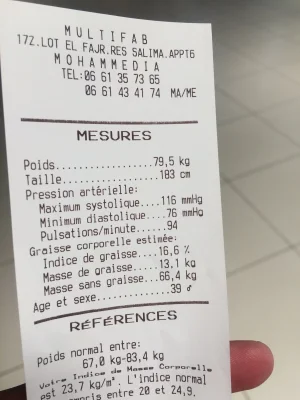 MULTIFAB
172.LOT EL FAJR.RES SALIMA.APPT6
MOHAMMEDIA
TEL:06 61 35 73 65
06 61 43 41 74 MA/ME
MESURES
Poids..................79,5 kg
Taille.................183 cm
Pression artérielle:
Maximum systolique....116 mmHg
Minimum diastolique....76 mmHg
Pulsations/minute......94
Graisse corporelle estimée:
Indice de graisse....16,6 %
Masse de graisse.....13,1 kg
Masse sans graisse...66,4 kg
Age et sexe............39 ♂
RÉFÉRENCES
Poids normal entre:
67,0 kg-83,4 kg
Votre Indice de Masse Corporelle
est 23,7 kg/m². L'indice normal
compris entre 20 et 24,9.